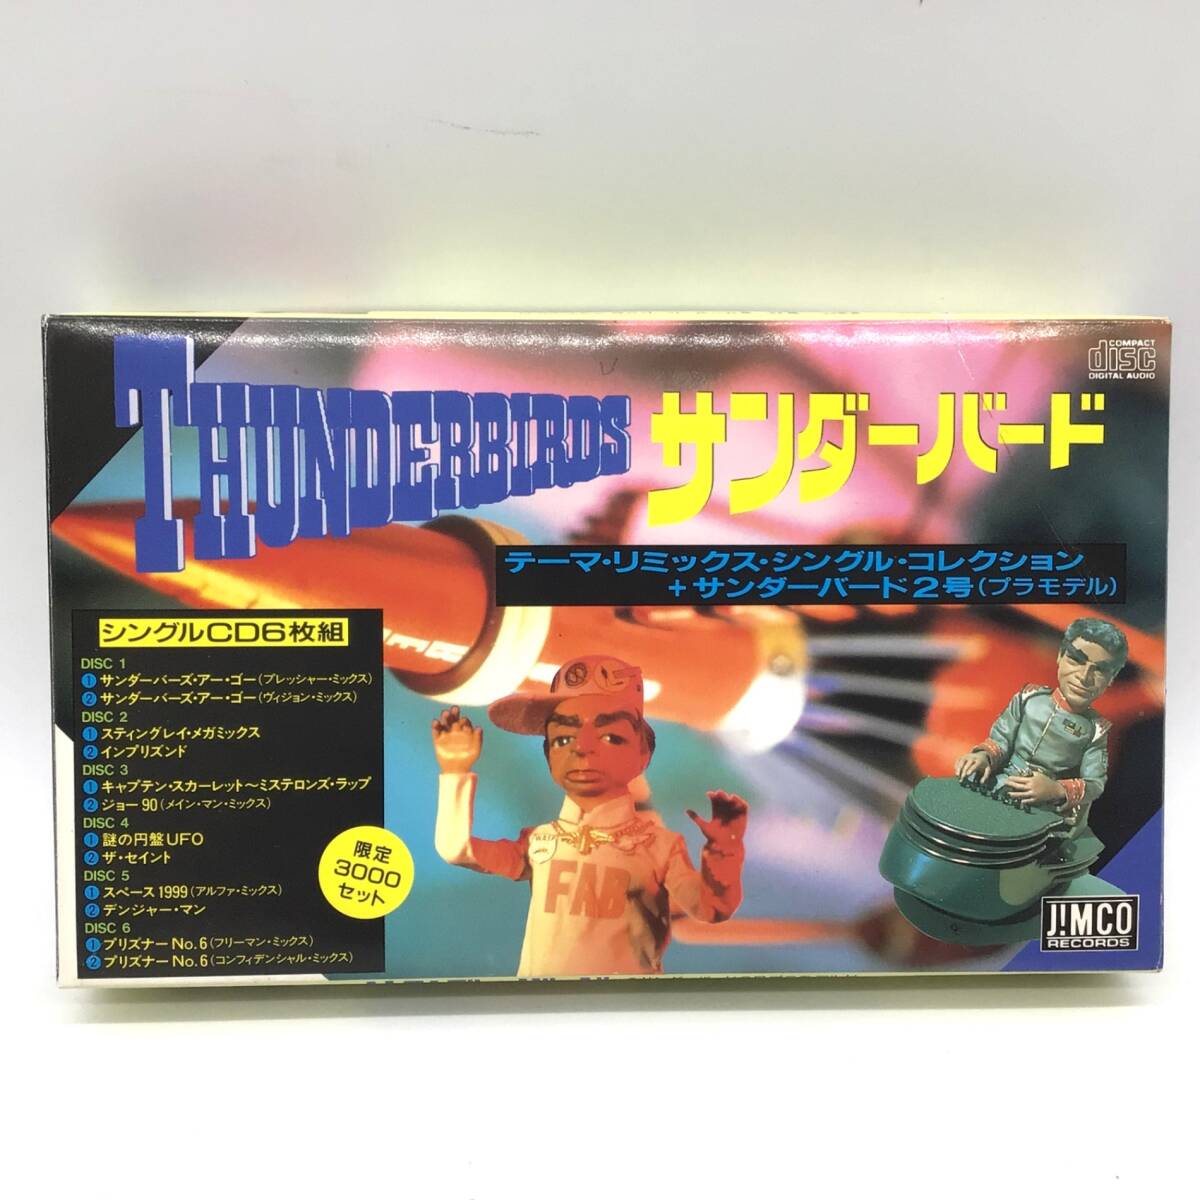 THUNDERBIRDS
サンダーバード
COMPACT
disc
DIGITAL AUDIO
テーマ・リミックス・シングル・コレクション
+サンダーバード2号(プラモデル)
シングルCD6枚組
DISC 1
1 サンダーバーズ・アー・ゴー(プレッシャー・ミックス)
2 サンダーバーズ・アー・ゴー(ヴィジョン・ミックス)
DISC 2
1 スティングレイ・メガミックス
2 インプリズンド
DISC 3
1 キャプテン・スカーレット〜ミステロンズ・ラップ
2 ジョー90(メイン・マン・ミックス)
DISC 4
1 謎の円盤UFO
2 ザ・セイント
DISC 5
1 スペース1999(アルファ・ミックス)
2 デンジャー・マン
DISC 6
1 プリズナーNo.6(フリーマン・ミックス)
2 プリズナーNo.6(コンフィデンシャル・ミックス)
限定
3000
セット
FAB
J!MCO
RECORDS